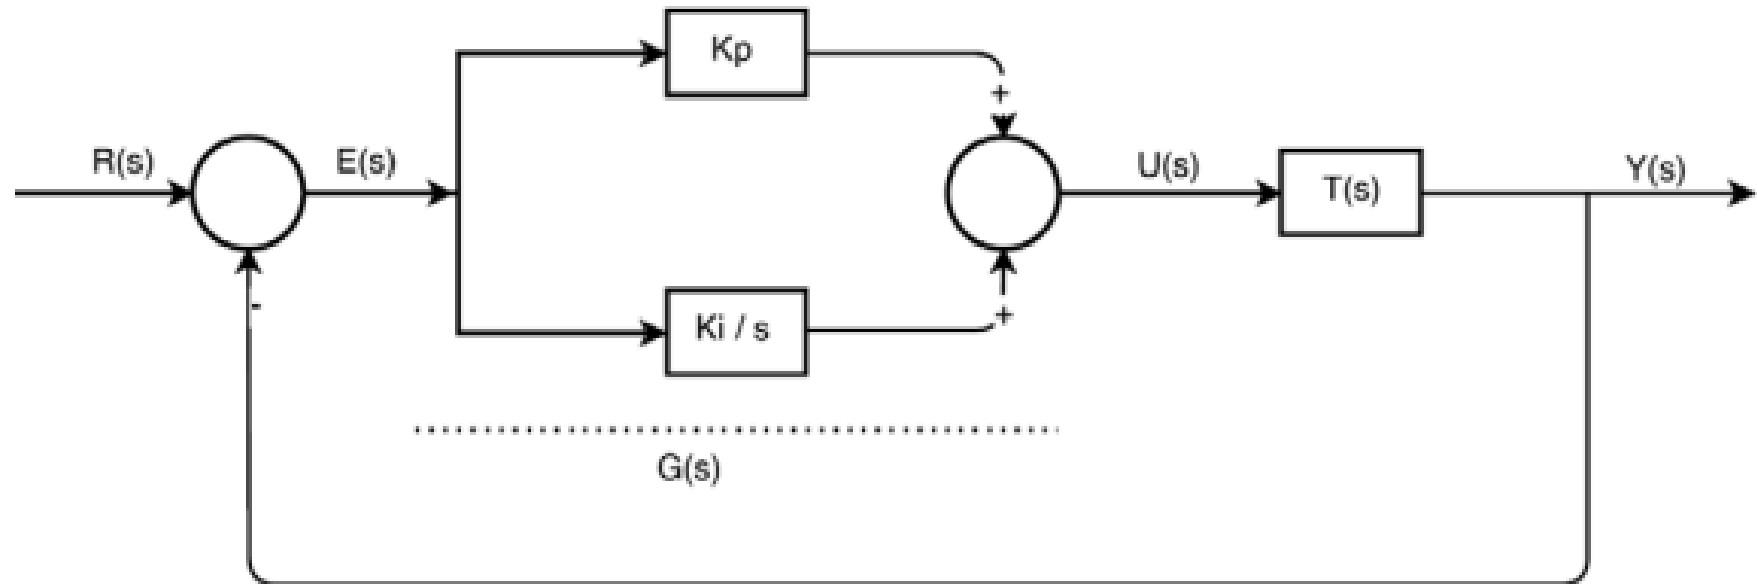 Kp
+
R(s)
E(s)
U(s)
T(s)
Y(s)
-
Ki / s
+
G(s)